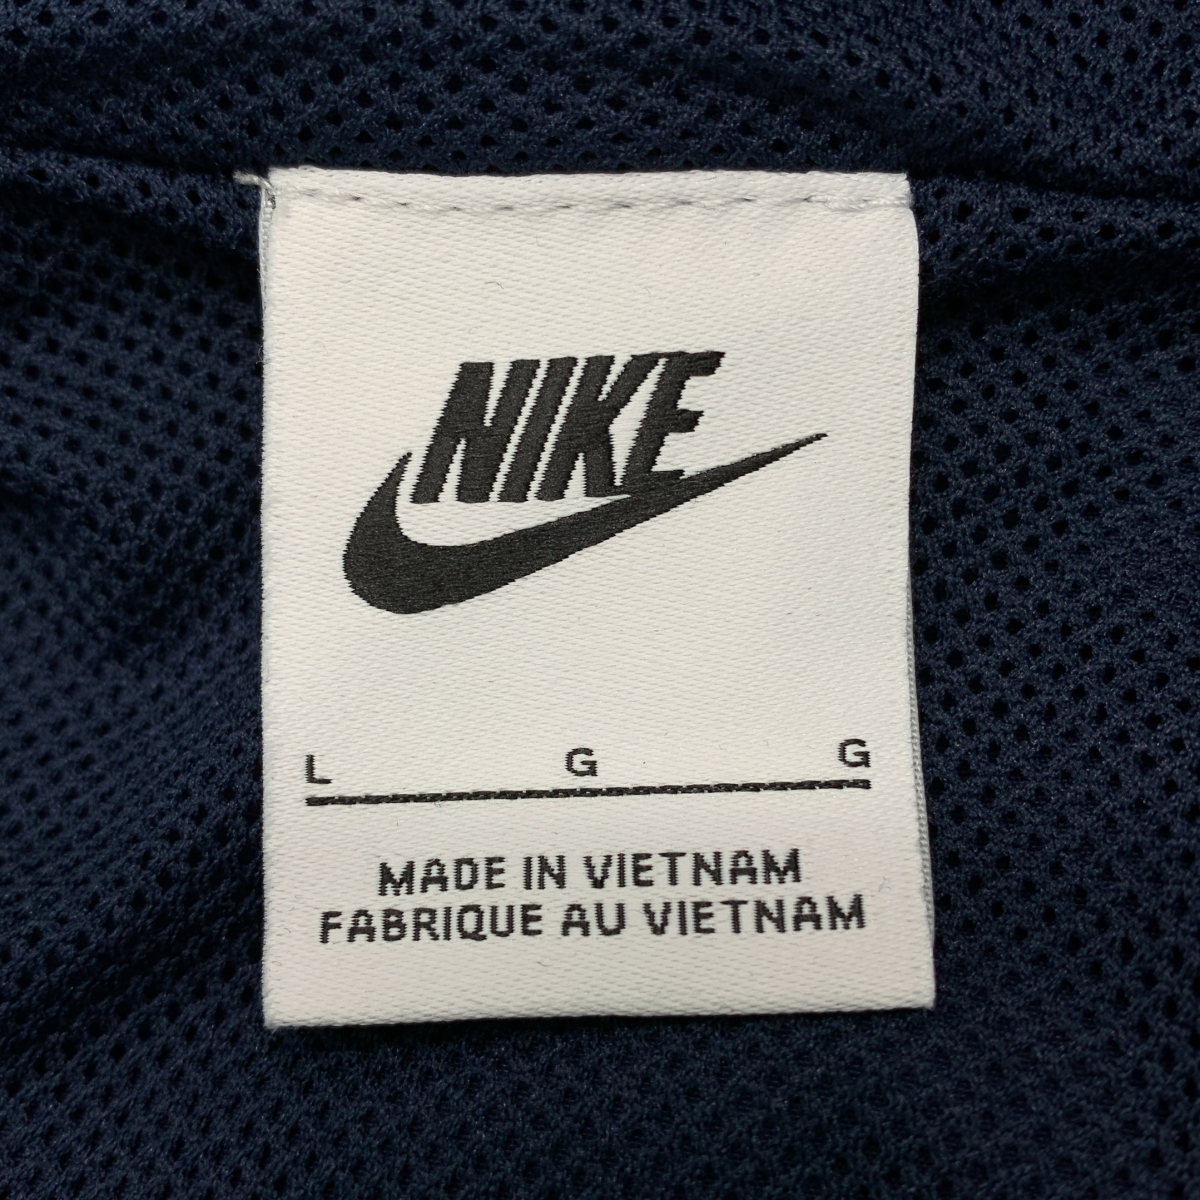 NIKE
L G G
MADE IN VIETNAM
FABRIQUE AU VIETNAM